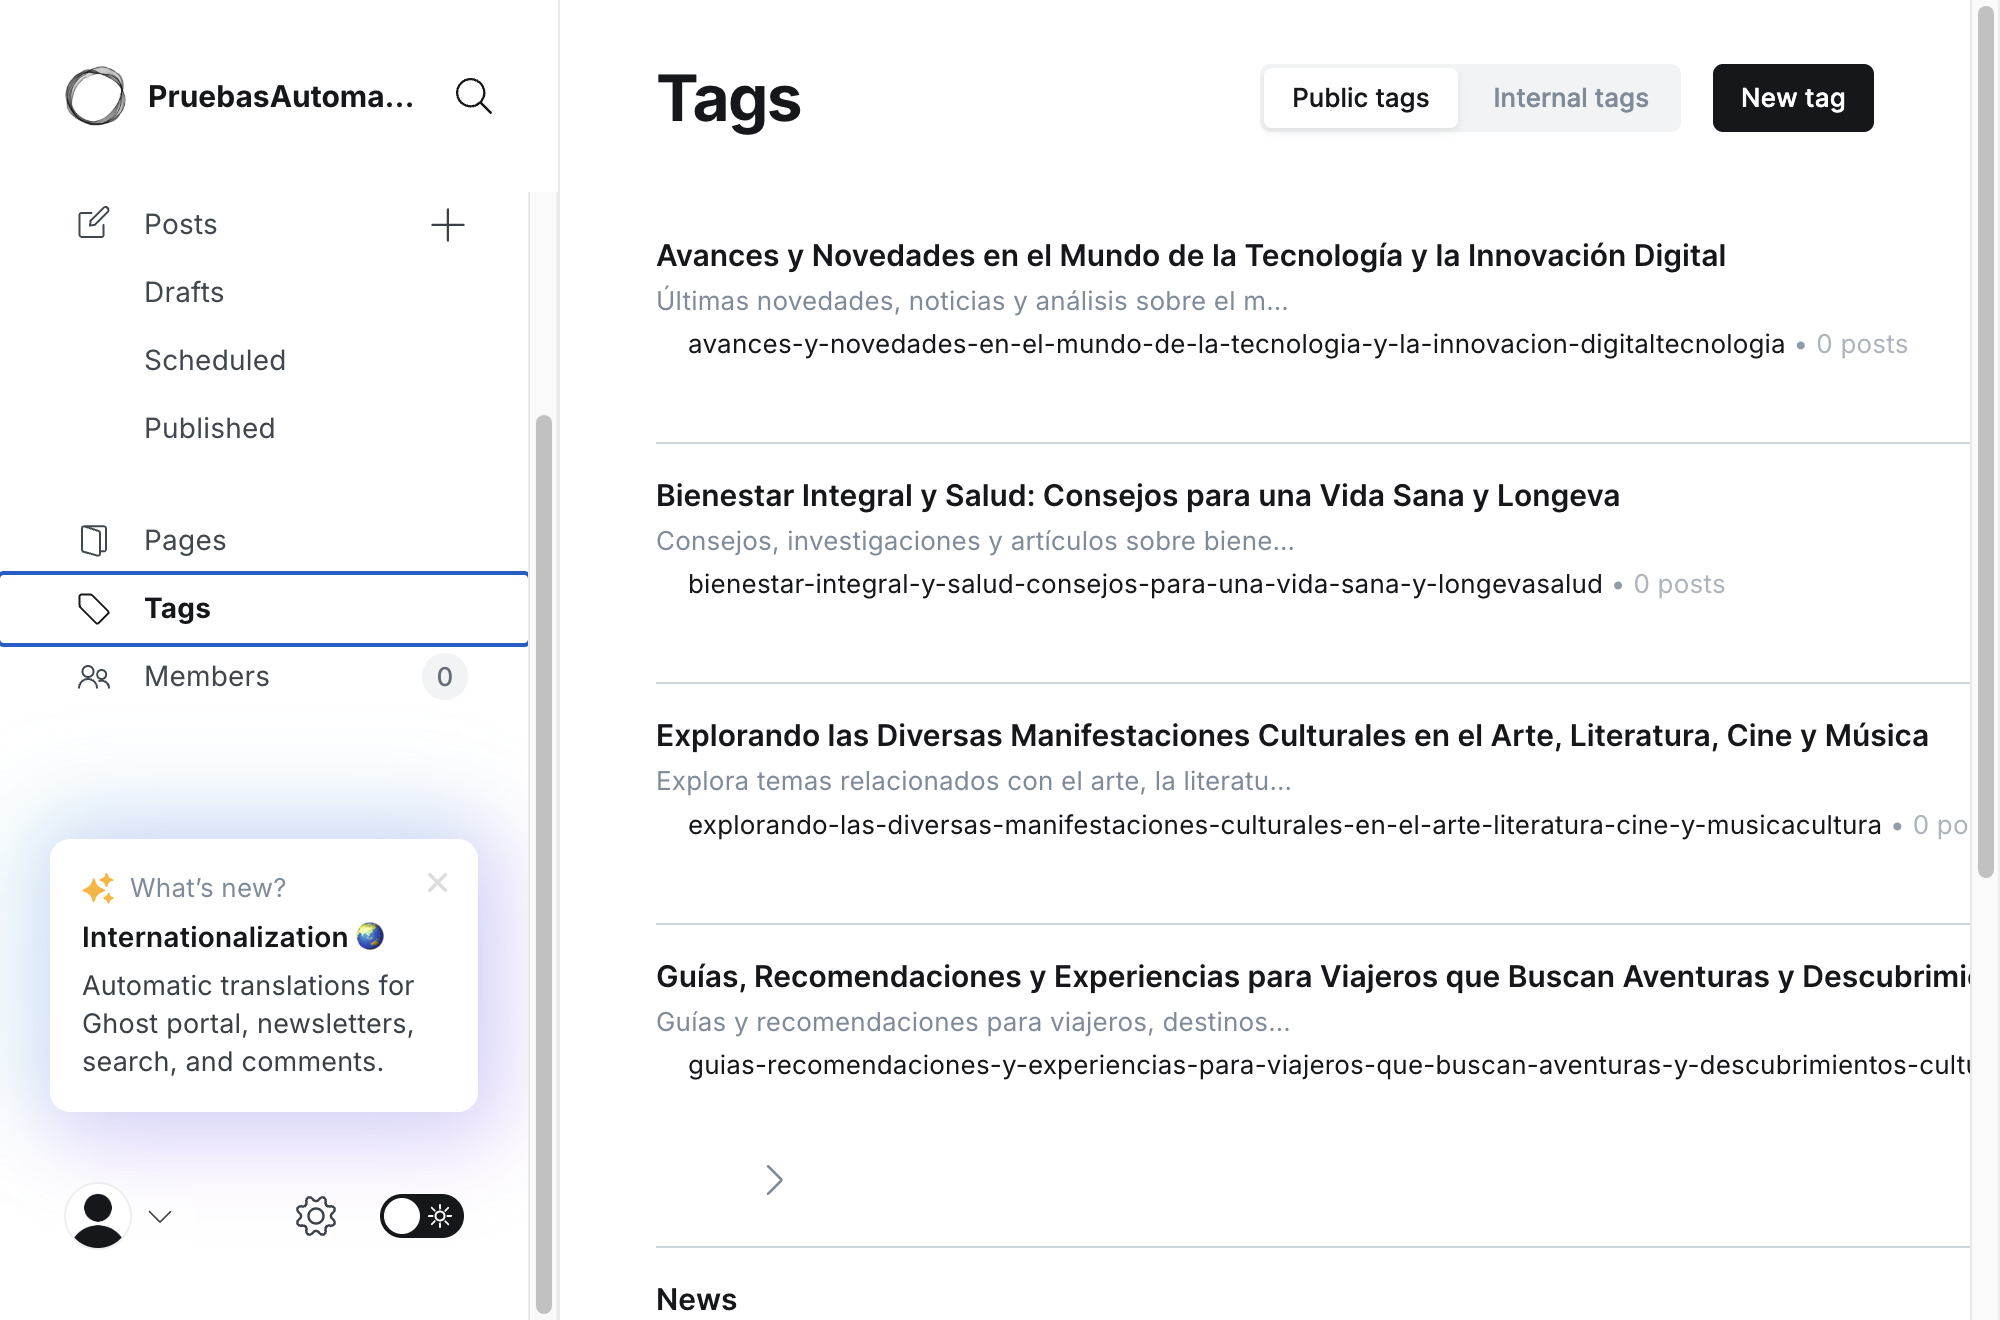 PruebasAutoma...
Posts
Drafts
Scheduled
Published
Pages
Tags
Members
0
What's new?
Internationalization
Automatic translations for
Ghost portal, newsletters,
search, and comments.
Tags
Public tags
Internal tags
New tag
Avances y Novedades en el Mundo de la Tecnología y la Innovación Digital
Últimas novedades, noticias y análisis sobre el m...
avances-y-novedades-en-el-mundo-de-la-tecnologia-y-la-innovacion-digitaltecnologia • 0 posts
Bienestar Integral y Salud: Consejos para una Vida Sana y Longeva
Consejos, investigaciones y artículos sobre biene...
bienestar-integral-y-salud-consejos-para-una-vida-sana-y-longevasalud • 0 posts
Explorando las Diversas Manifestaciones Culturales en el Arte, Literatura, Cine y Música
Explora temas relacionados con el arte, la literatu...
explorando-las-diversas-manifestaciones-culturales-en-el-arte-literatura-cine-y-musicacultura • 0 po
Guías, Recomendaciones y Experiencias para Viajeros que Buscan Aventuras y Descubrimi
Guías y recomendaciones para viajeros, destinos...
guias-recomendaciones-y-experiencias-para-viajeros-que-buscan-aventuras-y-descubrimientos-cult
News